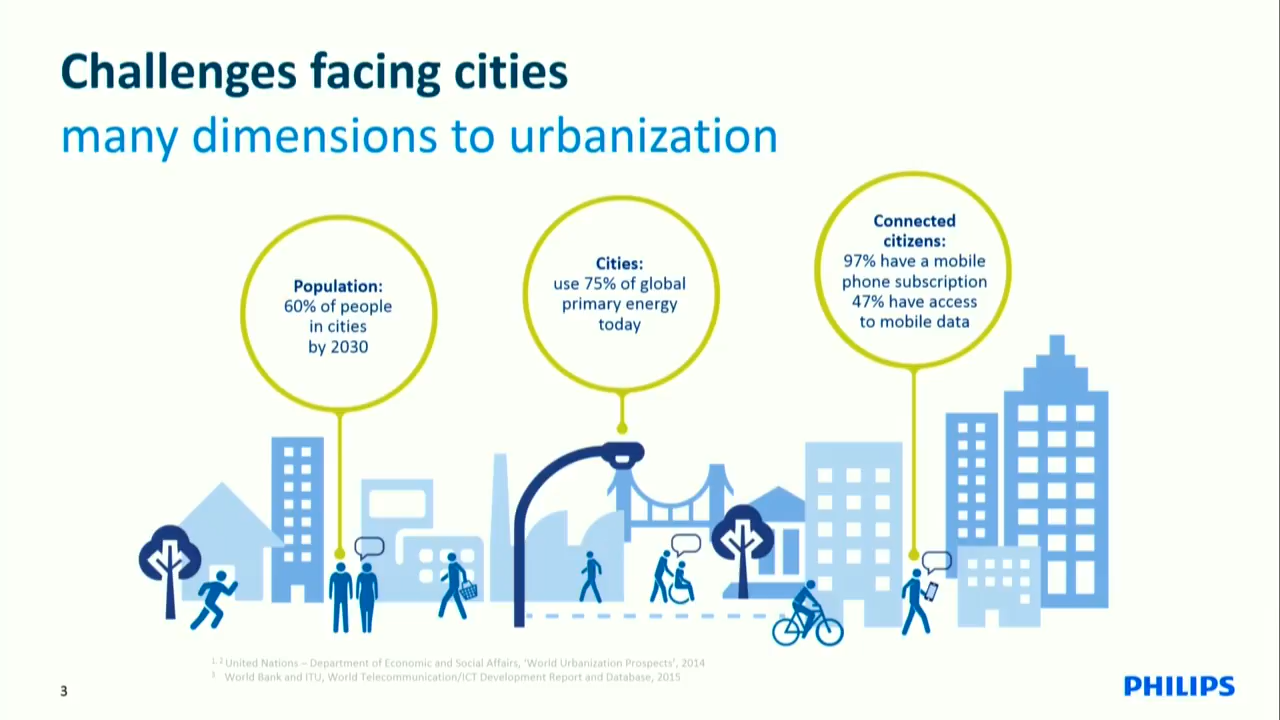 Challenges facing cities
many dimensions to urbanization
Population:
60% of people
in cities
by 2030
Cities:
use 75% of global
primary energy
today
Connected
citizens:
97% have a mobile
phone subscription
47% have access
to mobile data
1, 2 United Nations – Department of Economic and Social Affairs, ‘World Urbanization Prospects’, 2014
3 World Bank and ITU, World Telecommunication/ICT Development Report and Database, 2015
3
PHILIPS